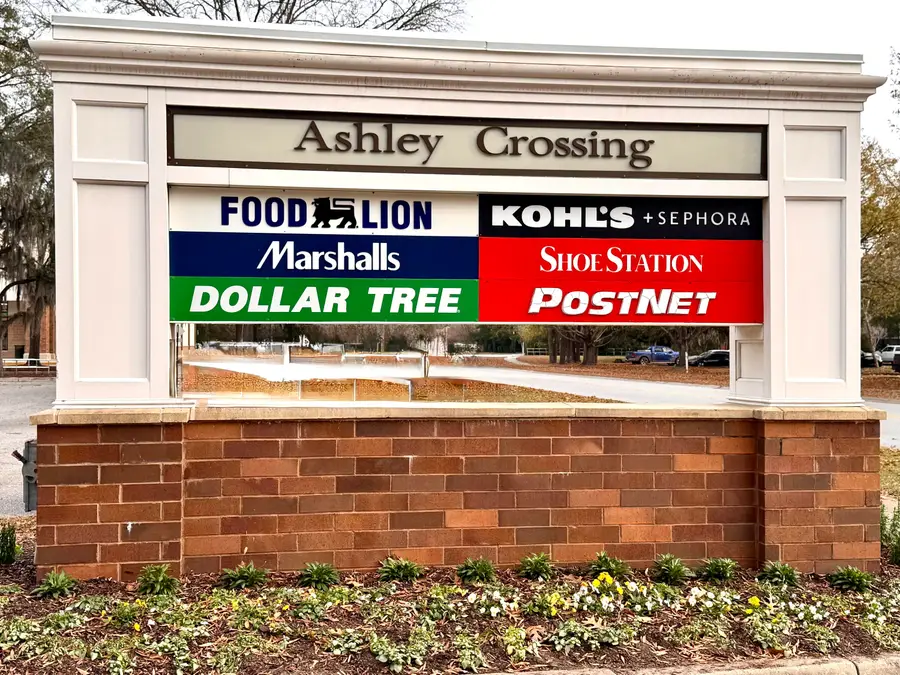 Ashley Crossing
FOOD LION
KOHL'S + SEPHORA
Marshalls
SHOE STATION
DOLLAR TREE
POSTNET